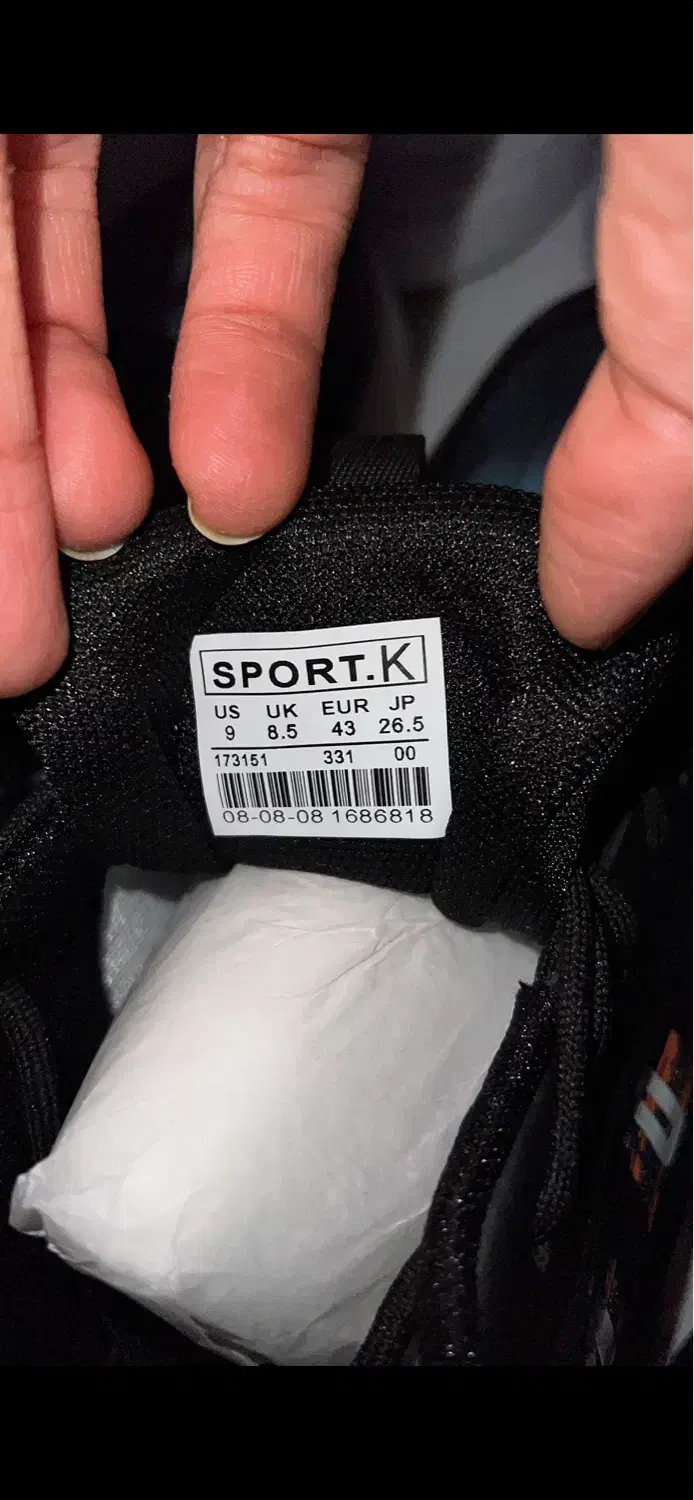 SPORT.K
US UK EUR JP
9 8.5 43 26.5
173151 331 00
08-08-08 1686818